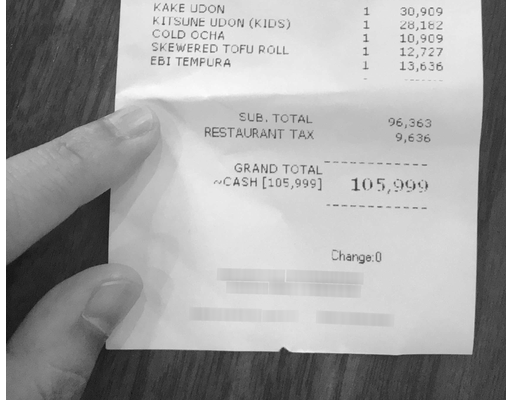 KAKE UDON 1 30,909
KITSUNE UDON (KIDS) 1 28,182
COLD OCHA 1 10,909
SKEWERED TOFU ROLL 1 12,727
EBI TEMPURA 1 13,636
SUB. TOTAL 96,363
RESTAURANT TAX 9,636
GRAND TOTAL
~CASH [105,999] 105,999
Change:0